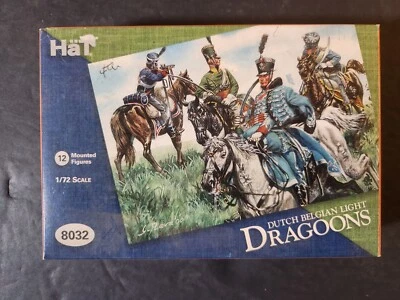 HäT
12 Mounted
Figures
1/72 SCALE
8032
DUTCH BELGIAN LIGHT
DRAGOONS